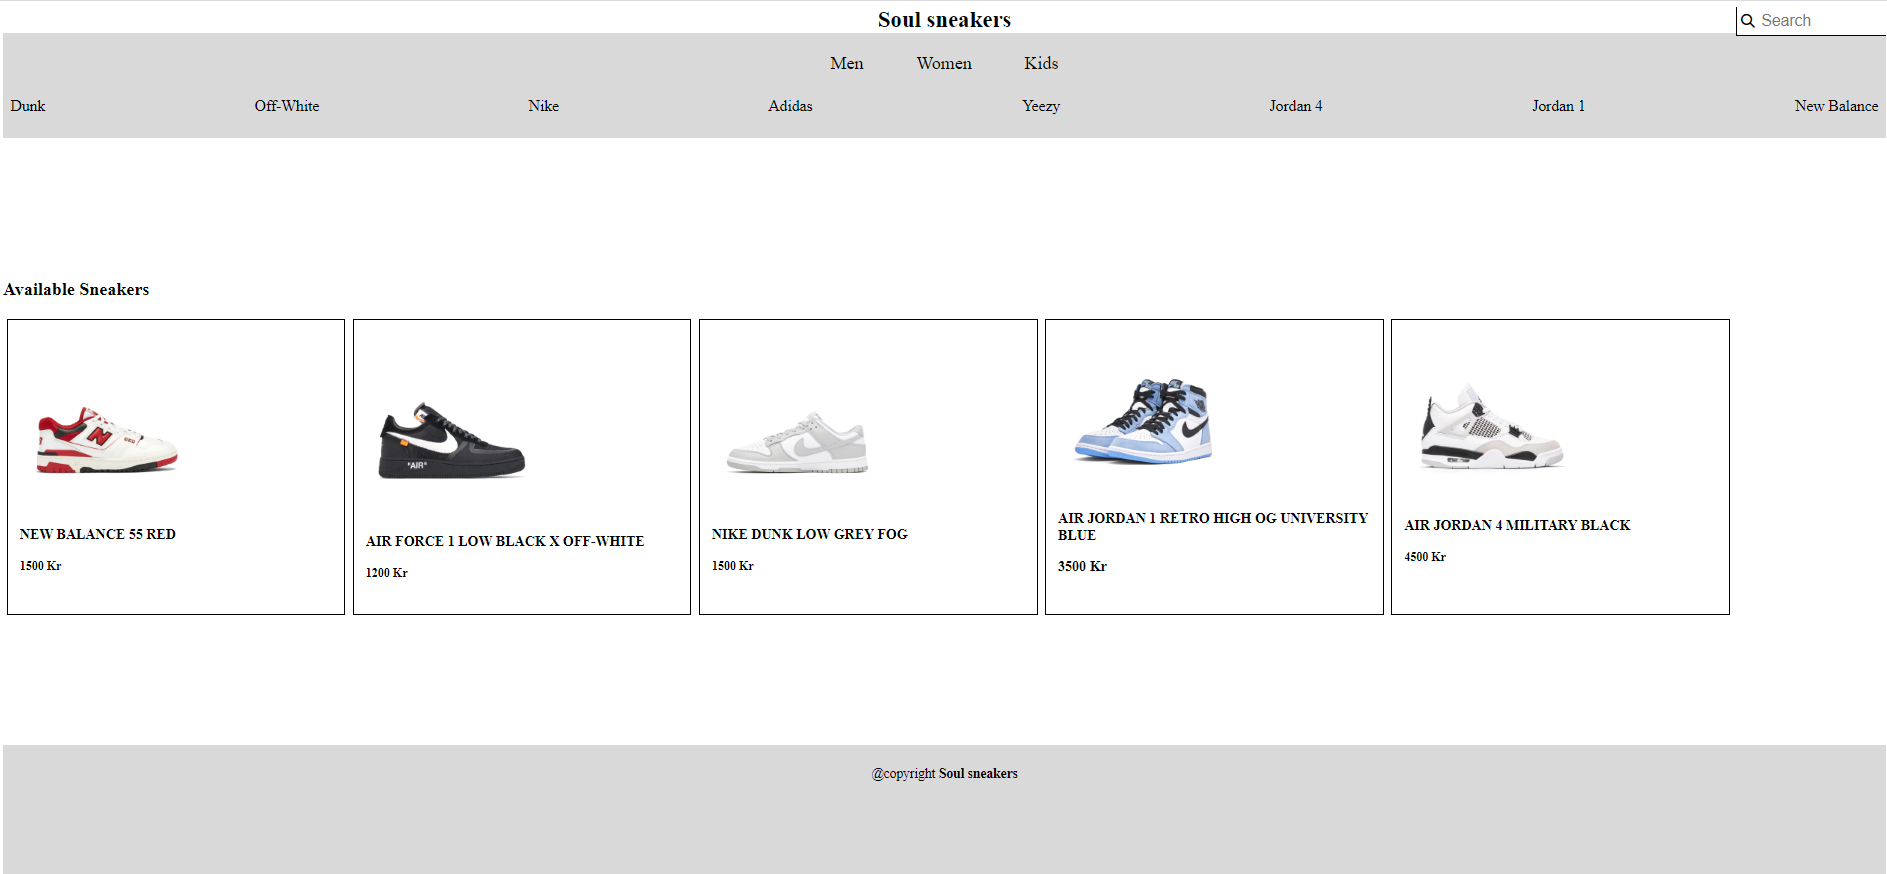 Soul sneakers
Search
Men Women Kids
Dunk Off-White Nike Adidas Yeezy Jordan 4 Jordan 1 New Balance
Available Sneakers
"AIR"
NEW BALANCE 55 RED
1500 Kr
AIR FORCE 1 LOW BLACK X OFF-WHITE
1200 Kr
NIKE DUNK LOW GREY FOG
1500 Kr
AIR JORDAN 1 RETRO HIGH OG UNIVERSITY
BLUE
3500 Kr
AIR JORDAN 4 MILITARY BLACK
4500 Kr
@copyright Soul sneakers